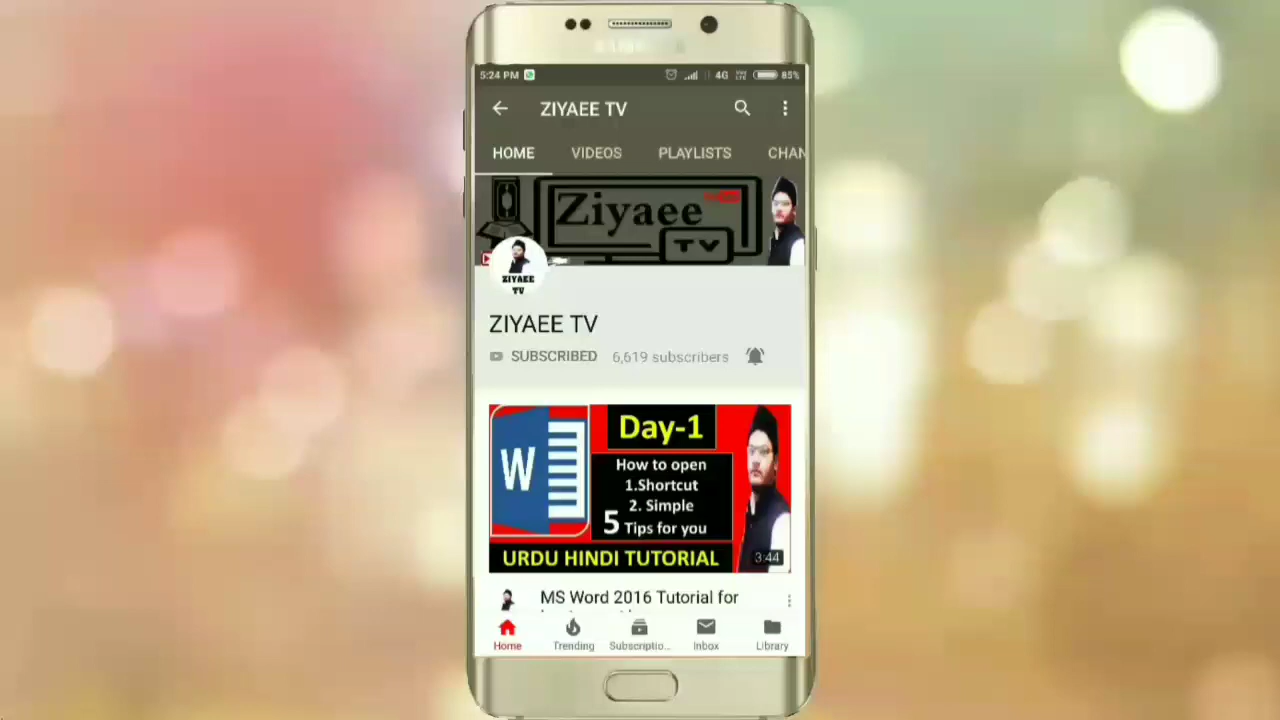 SAMSUNG
5:24 PM 4G VoLTE 85%
ZIYAEE TV
HOME VIDEOS PLAYLISTS CHAN
Ziyaee
TV
ZIYAEE
TV
ZIYAEE TV
SUBSCRIBED 6,619 subscribers
W
Day-1
How to open
1.Shortcut
2. Simple
5 Tips for you
URDU HINDI TUTORIAL
3:44
MS Word 2016 Tutorial for
Home Trending Subscriptio... Inbox Library